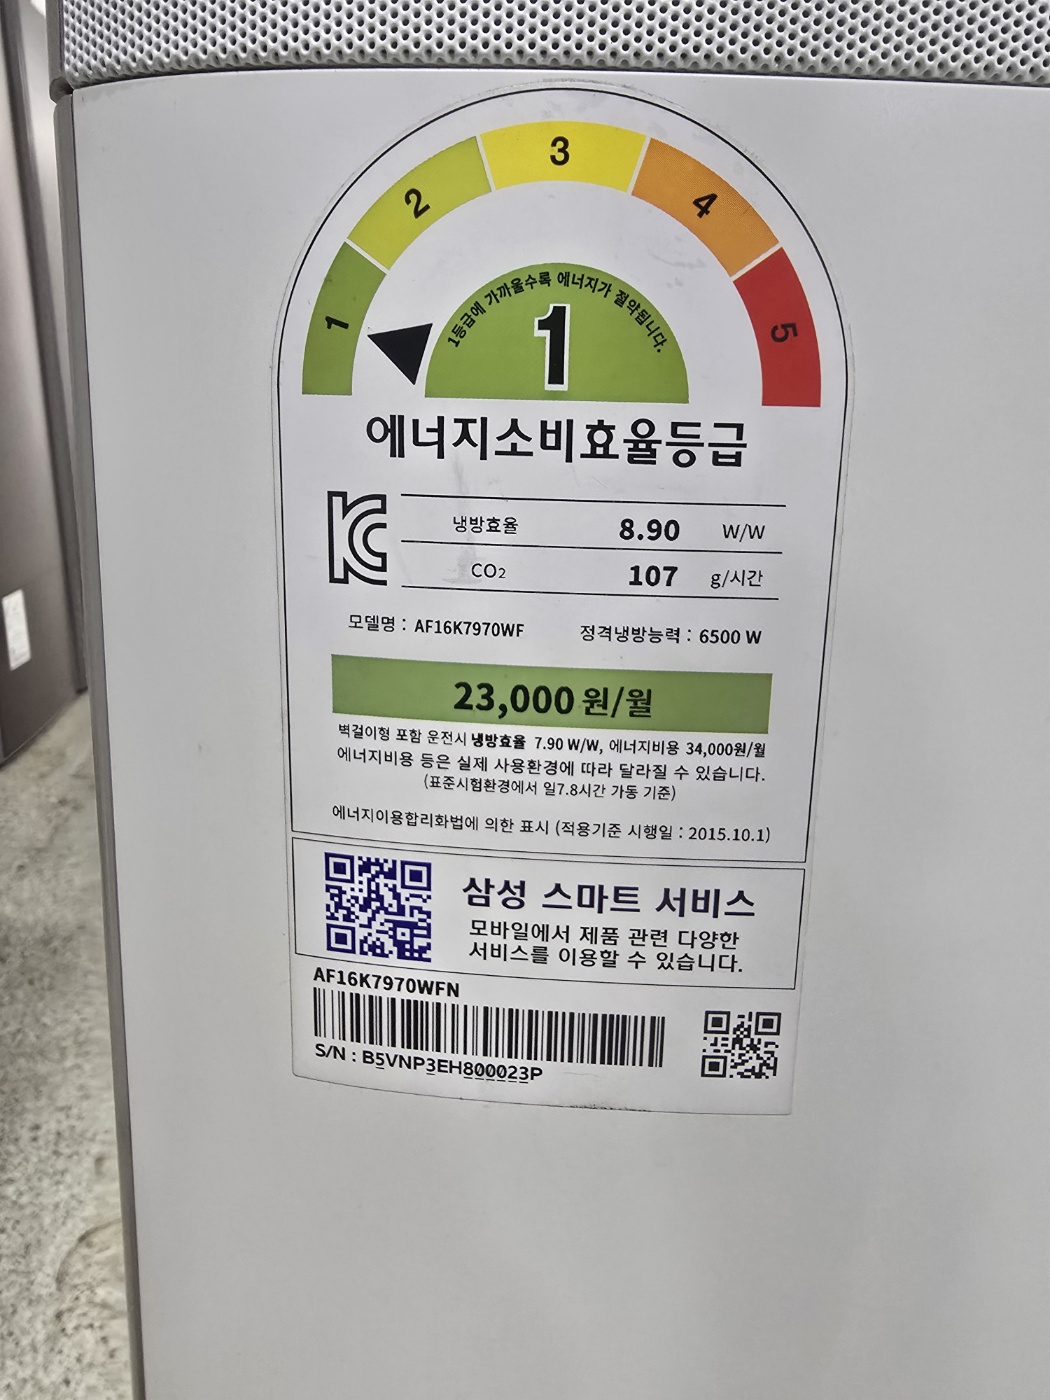 1 2 3 4 5
1등급에 가까울수록 에너지가 절약됩니다.
1
에너지소비효율등급
냉방효율 8.90 W/W
CO₂ 107 g/시간
모델명 : AF16K7970WF 정격냉방능력 : 6500 W
23,000원/월
벽걸이형 포함 운전시 냉방효율 7.90 W/W, 에너지비용 34,000원/월
에너지비용 등은 실제 사용환경에 따라 달라질 수 있습니다.
(표준시험환경에서 일7.8시간 가동 기준)
에너지이용합리화법에 의한 표시 (적용기준 시행일 : 2015.10.1)
삼성 스마트 서비스
모바일에서 제품 관련 다양한
서비스를 이용할 수 있습니다.
AF16K7970WFN
S/N : B5VNP3EH800023P